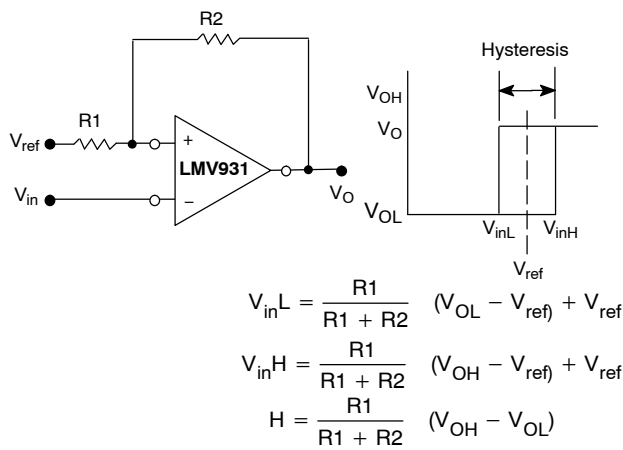 R2
Hysteresis
R1
V_ref
+
LMV931
V_in
−
V_O
V_OH
V_O
V_OL
V_inL
V_inH
V_ref
V_inL = R1 / (R1 + R2) (V_OL − V_ref) + V_ref
V_inH = R1 / (R1 + R2) (V_OH − V_ref) + V_ref
H = R1 / (R1 + R2) (V_OH − V_OL)